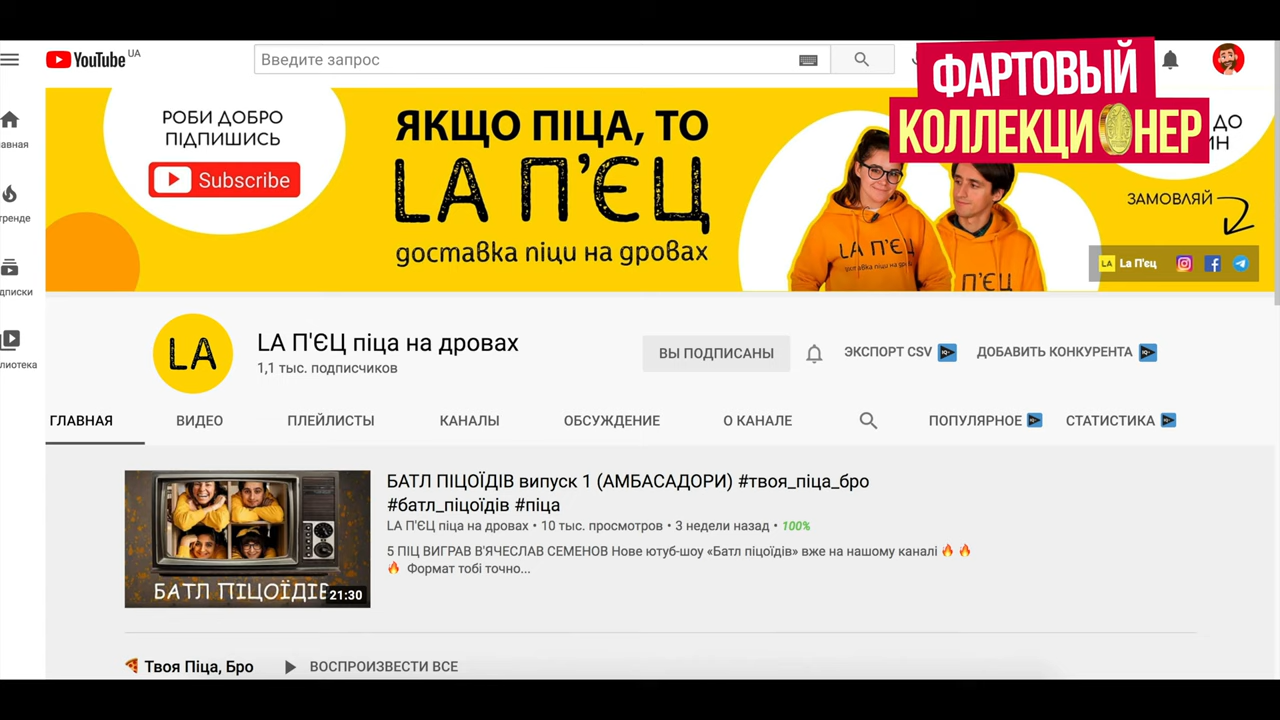 YouTube UA
Введите запрос
ФАРТОВЫЙ
КОЛЛЕКЦИОНЕР
РОБИ ДОБРО
ПІДПИШИСЬ
Subscribe
ЯКЩО ПІЦА, ТО
LA П'ЄЦ
доставка піци на дровах
LA П'ЄЦ
доставка піци на дровах
П'ЄЦ
ДО
ЗАМОВЛЯЙ
LA La П'єц
LA
LA П'ЄЦ піца на дровах
1,1 тыс. подписчиков
ВЫ ПОДПИСАНЫ
ЭКСПОРТ CSV
ДОБАВИТЬ КОНКУРЕНТА
ГЛАВНАЯ
ВИДЕО
ПЛЕЙЛИСТЫ
КАНАЛЫ
ОБСУЖДЕНИЕ
О КАНАЛЕ
ПОПУЛЯРНОЕ
СТАТИСТИКА
БАТЛ ПІЦОЇДІВ
21:30
БАТЛ ПІЦОЇДІВ випуск 1 (АМБАСАДОРИ) #твоя_піца_бро
#батл_піцоїдів #піца
LA П'ЄЦ піца на дровах • 10 тыс. просмотров • 3 недели назад • 100%
5 ПІЦ ВИГРАВ В'ЯЧЕСЛАВ СЕМЕНОВ Нове ютуб-шоу «Батл піцоїдів» вже на нашому каналі 🔥 🔥
🔥 Формат тобі точно...
🍕 Твоя Піца, Бро
ВОСПРОИЗВЕСТИ ВСЕ